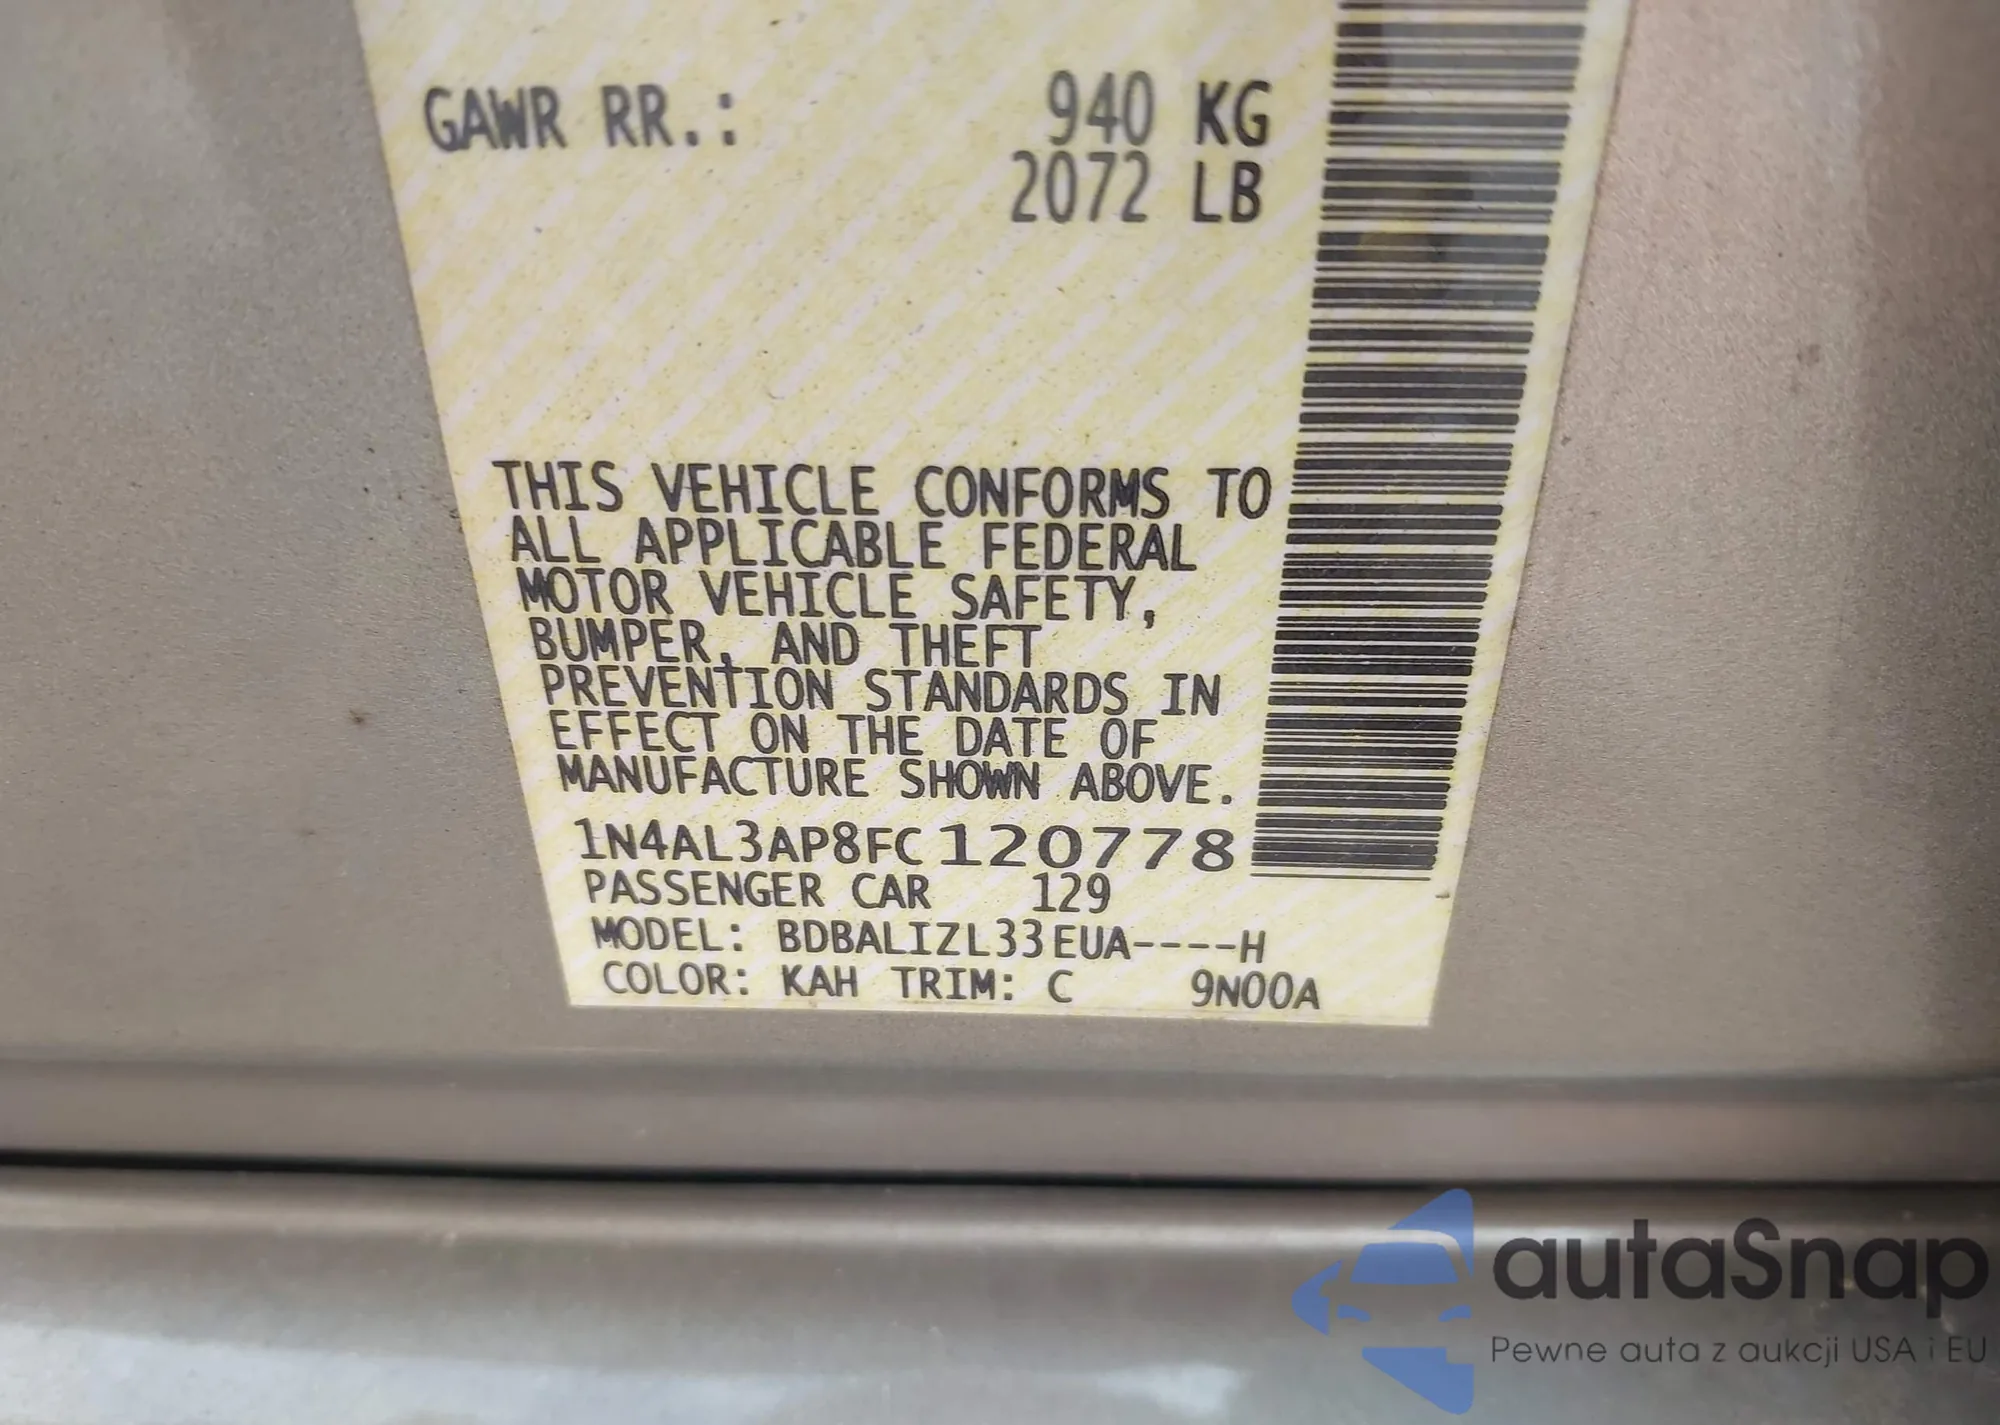 GAWR RR.: 940 KG
2072 LB
THIS VEHICLE CONFORMS TO
ALL APPLICABLE FEDERAL
MOTOR VEHICLE SAFETY,
BUMPER, AND THEFT
PREVENTION STANDARDS IN
EFFECT ON THE DATE OF
MANUFACTURE SHOWN ABOVE.
1N4AL3AP8FC120778
PASSENGER CAR 129
MODEL: BDBALIZL33EUA----H
COLOR: KAH TRIM: C 9N00A
autaSnap
Pewne auta z aukcji USA i EU